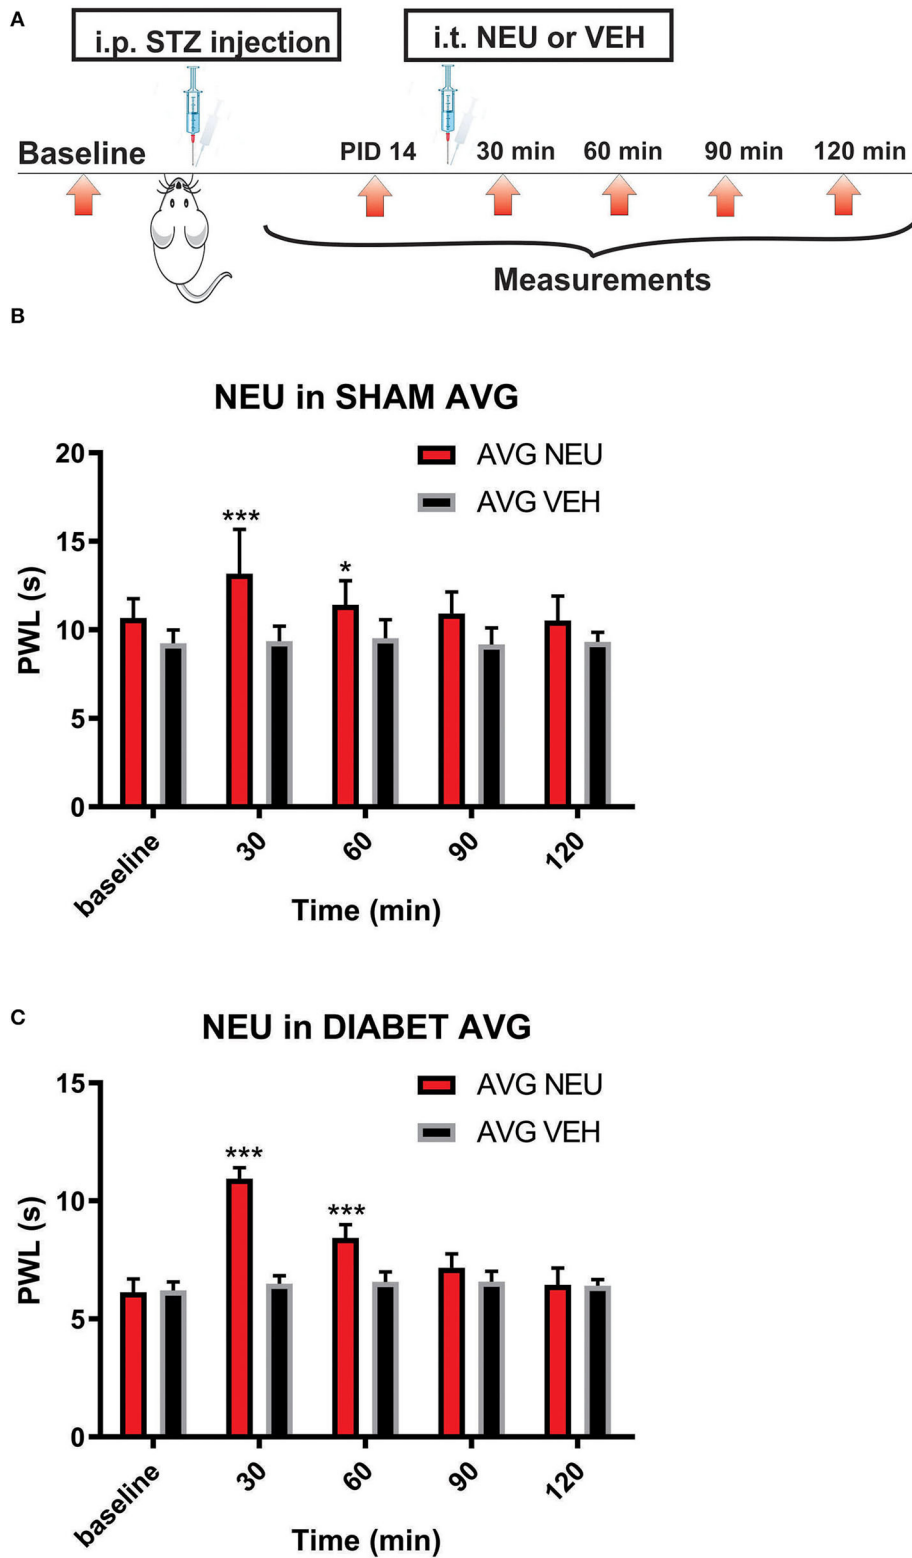 A
i.p. STZ injection
i.t. NEU or VEH
Baseline
PID 14
30 min
60 min
90 min
120 min
Measurements
B
NEU in SHAM AVG
AVG NEU
AVG VEH
20
15
10
5
0
PWL (s)
***
*
baseline
30
60
90
120
Time (min)
C
NEU in DIABET AVG
AVG NEU
AVG VEH
15
10
5
0
PWL (s)
***
***
baseline
30
60
90
120
Time (min)